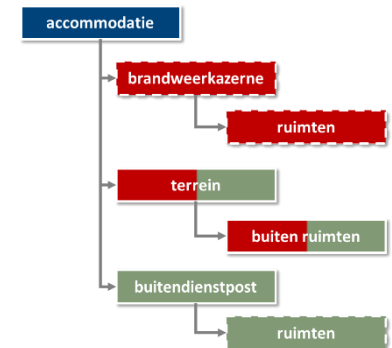 accommodatie
brandweerkazerne
ruimten
terrein
buiten ruimten
buitendienstpost
ruimten